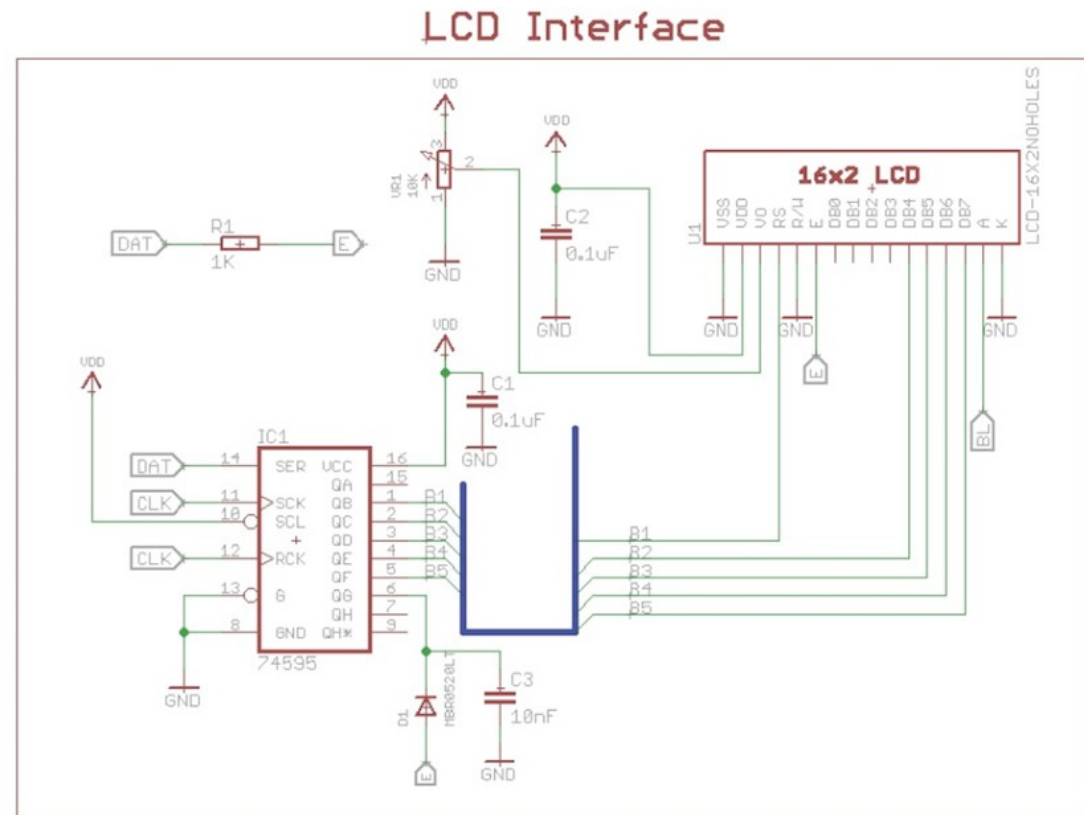 LCD Interface
VDD
3
2
VR1
10K
1
GND
VDD
C2
0.1uF
GND
LCD-16X2NOHOLES
16x2 LCD
U1
VSS
VDD
VO
RS
R/W
E
DB0
DB1
DB2
DB3
DB4
DB5
DB6
DB7
A
K
GND
GND
GND
E
BL
DAT
R1
1K
E
VDD
VDD
C1
0.1uF
GND
IC1
DAT 14 SER VCC 16
QA 15
CLK 11 SCK QB 1 B1
10 SCL QC 2 B2
QD 3 B3
CLK 12 RCK QE 4 B4
QF 5 B5
13 G QG 6
QH 7
8 GND QH* 9
74595
GND
B1
B2
B3
B4
B5
D1
MBR0520LT
C3
10nF
E
GND